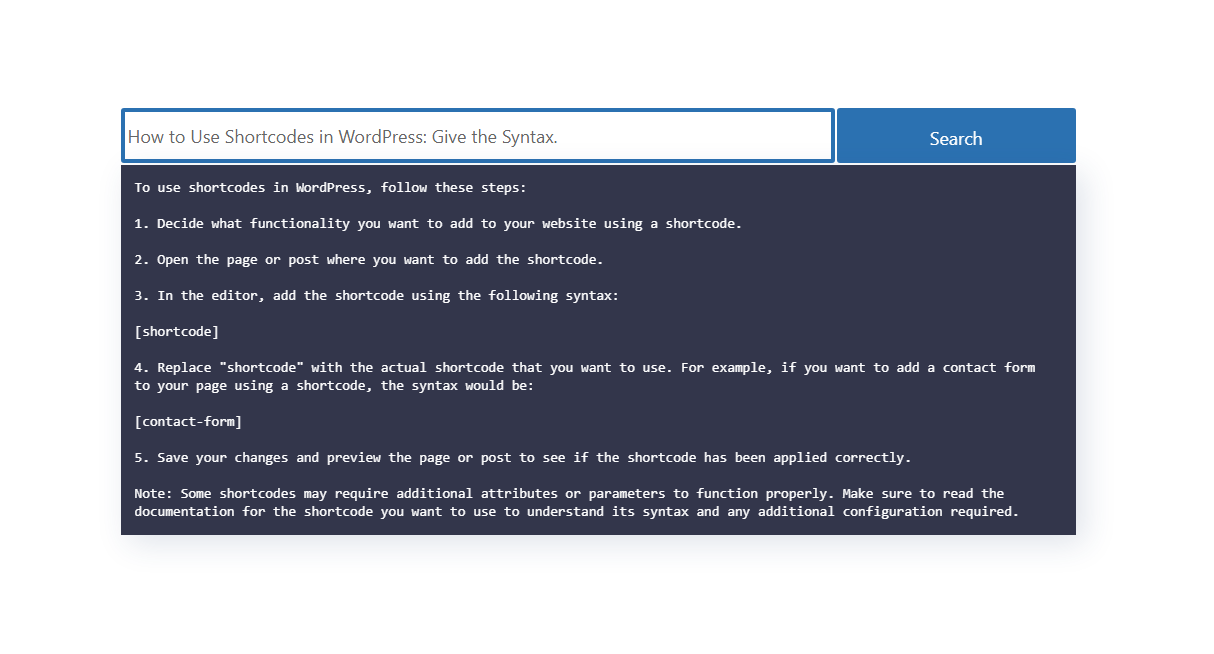 How to Use Shortcodes in WordPress: Give the Syntax.
Search
To use shortcodes in WordPress, follow these steps:
1. Decide what functionality you want to add to your website using a shortcode.
2. Open the page or post where you want to add the shortcode.
3. In the editor, add the shortcode using the following syntax:
[shortcode]
4. Replace "shortcode" with the actual shortcode that you want to use. For example, if you want to add a contact form
to your page using a shortcode, the syntax would be:
[contact-form]
5. Save your changes and preview the page or post to see if the shortcode has been applied correctly.
Note: Some shortcodes may require additional attributes or parameters to function properly. Make sure to read the
documentation for the shortcode you want to use to understand its syntax and any additional configuration required.